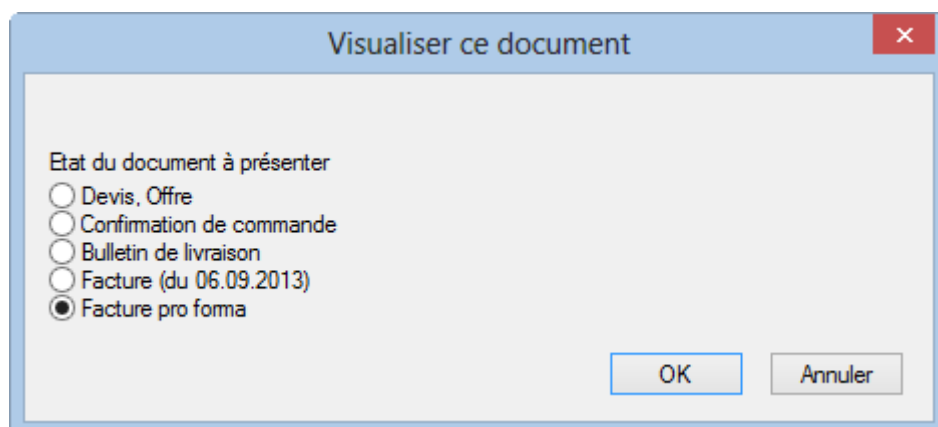 Visualiser ce document
Etat du document à présenter
Devis, Offre
Confirmation de commande
Bulletin de livraison
Facture (du 06.09.2013)
Facture pro forma
OK
Annuler